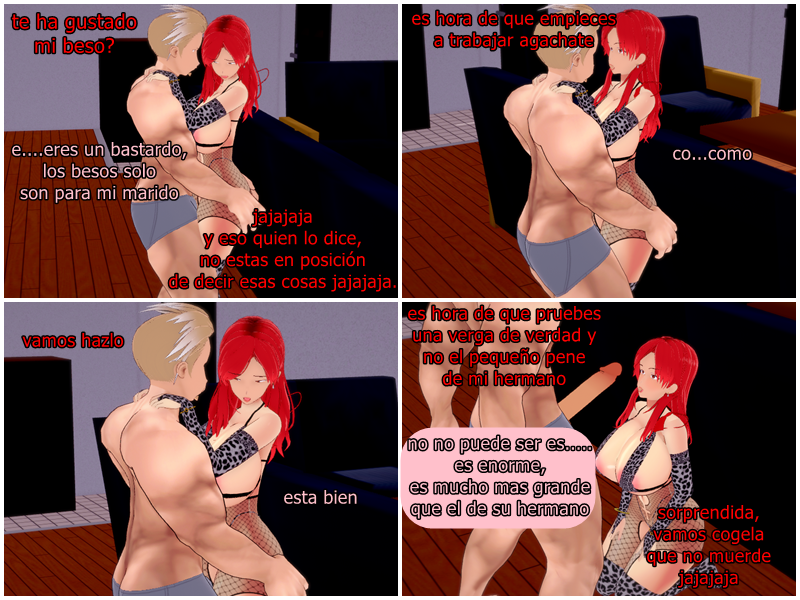 te ha gustado
mi beso?
e....eres un bastardo,
los besos solo
son para mi marido
jajajaja
y eso quien lo dice,
no estas en posición
de decir esas cosas jajajaja.
es hora de que empieces
a trabajar agachate
co...como
vamos hazlo
esta bien
es hora de que pruebes
una verga de verdad y
no el pequeño pene
de mi hermano
no no puede ser es.....
es enorme,
es mucho mas grande
que el de su hermano
sorprendida,
vamos cogela
que no muerde
jajajaja